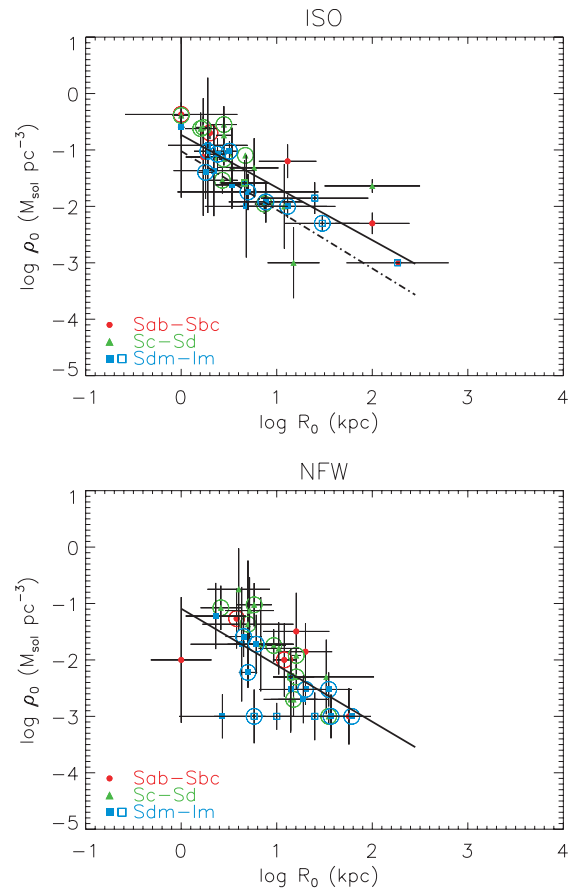 ISO
1
0
−1
−2
−3
−4
−5
log ρ₀ (M_sol pc⁻³)
Sab−Sbc
Sc−Sd
Sdm−Im
−1 0 1 2 3 4
log R₀ (kpc)
NFW
1
0
−1
−2
−3
−4
−5
log ρ₀ (M_sol pc⁻³)
Sab−Sbc
Sc−Sd
Sdm−Im
−1 0 1 2 3 4
log R₀ (kpc)